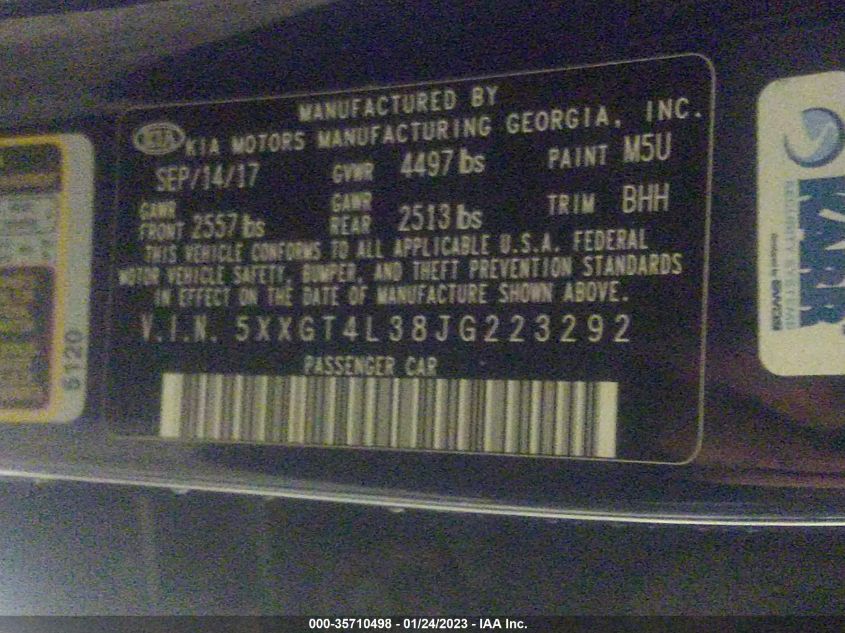 MANUFACTURED BY
KIA KIA MOTORS MANUFACTURING GEORGIA, INC.
SEP/14/17 GVWR 4497 lbs PAINT M5U
GAWR FRONT 2557 lbs GAWR REAR 2513 lbs TRIM BHH
THIS VEHICLE CONFORMS TO ALL APPLICABLE U.S.A. FEDERAL
MOTOR VEHICLE SAFETY, BUMPER, AND THEFT PREVENTION STANDARDS
IN EFFECT ON THE DATE OF MANUFACTURE SHOWN ABOVE.
V.I.N. 5XXGT4L38JG223292
PASSENGER CAR
5120
000-35710498 - 01/24/2023 - IAA Inc.